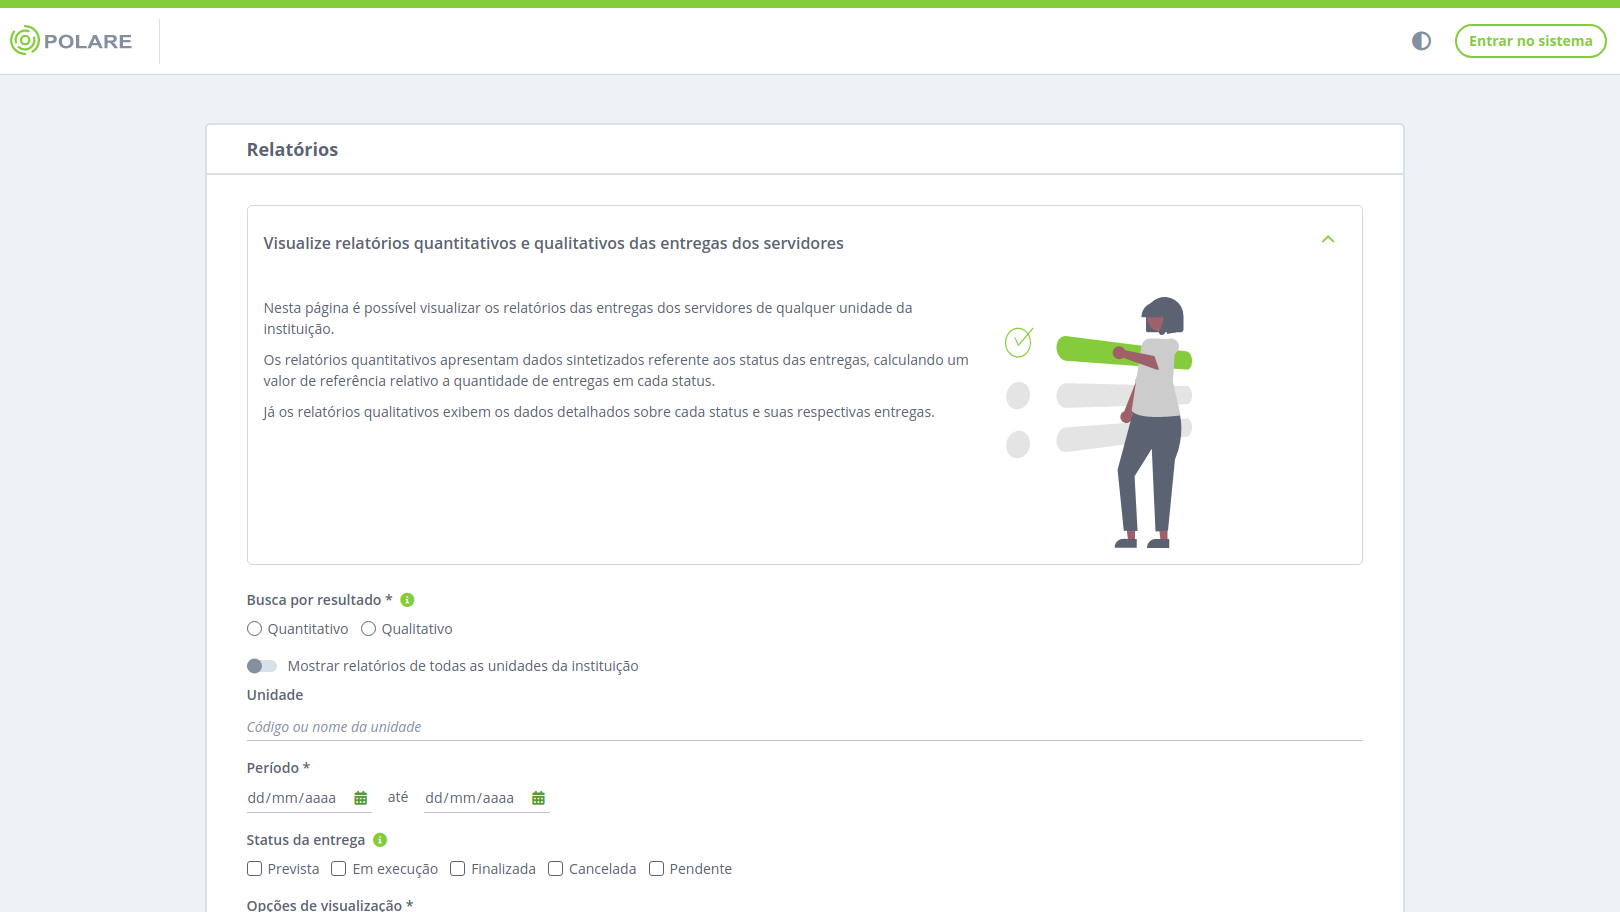 POLARE
Entrar no sistema
Relatórios
Visualize relatórios quantitativos e qualitativos das entregas dos servidores
Nesta página é possível visualizar os relatórios das entregas dos servidores de qualquer unidade da
instituição.
Os relatórios quantitativos apresentam dados sintetizados referente aos status das entregas, calculando um
valor de referência relativo a quantidade de entregas em cada status.
Já os relatórios qualitativos exibem os dados detalhados sobre cada status e suas respectivas entregas.
Busca por resultado *
Quantitativo Qualitativo
Mostrar relatórios de todas as unidades da instituição
Unidade
Código ou nome da unidade
Período *
dd/mm/aaaa até dd/mm/aaaa
Status da entrega
Prevista Em execução Finalizada Cancelada Pendente
Opções de visualização *